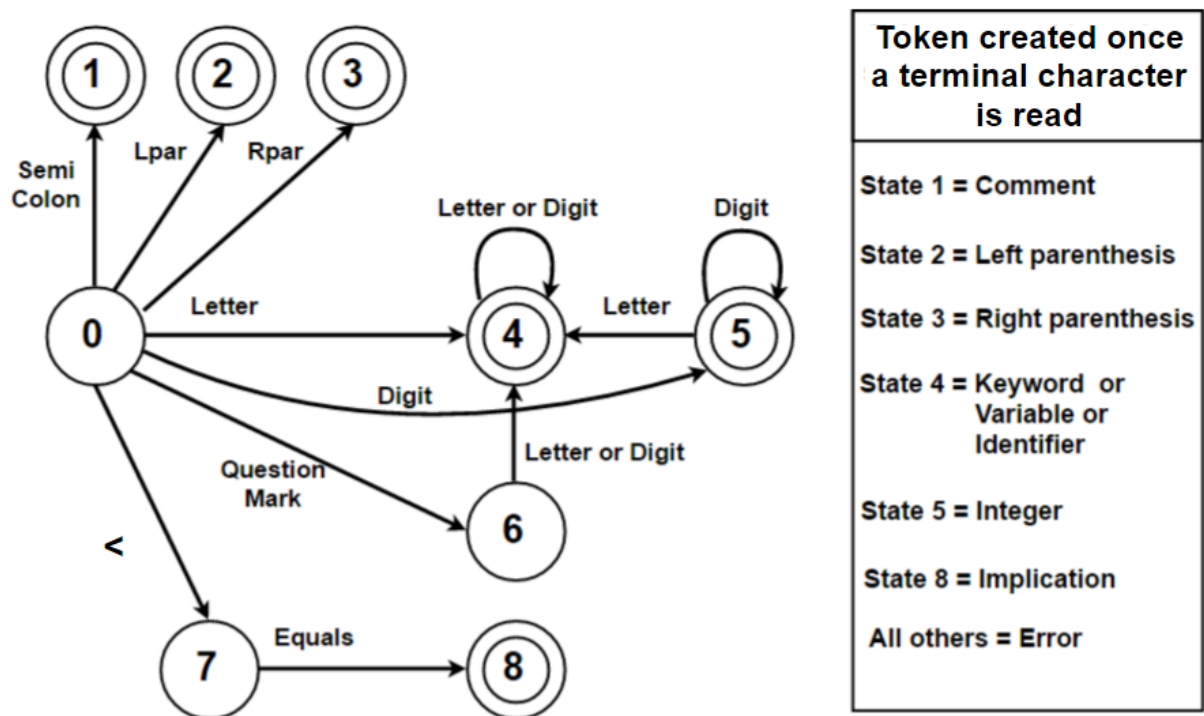 1
2
3
Lpar
Rpar
Semi
Colon
Letter or Digit
Digit
0
Letter
4
Letter
5
Digit
Letter or Digit
Question
Mark
6
<
7
Equals
8
Token created once
a terminal character
is read
State 1 = Comment
State 2 = Left parenthesis
State 3 = Right parenthesis
State 4 = Keyword or
Variable or
Identifier
State 5 = Integer
State 8 = Implication
All others = Error